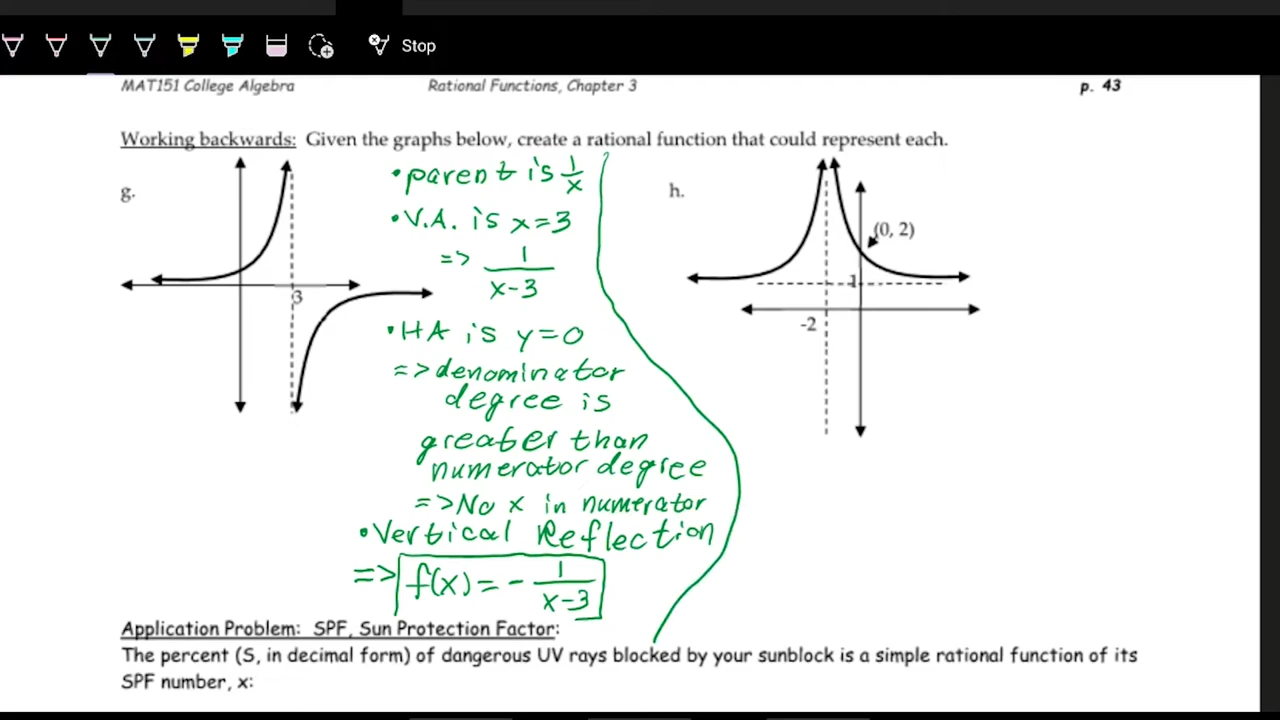 Stop
MAT151 College Algebra Rational Functions, Chapter 3 p. 43
Working backwards: Given the graphs below, create a rational function that could represent each.
g.
3
• parent is 1/x
• V.A. is x=3
=> 1/(x-3)
• HA is y=0
=> denominator
degree is
greater than
numerator degree
=> No x in numerator
• Vertical Reflection
=> f(x) = - 1/(x-3)
h.
(0, 2)
1
-2
Application Problem: SPF, Sun Protection Factor:
The percent (S, in decimal form) of dangerous UV rays blocked by your sunblock is a simple rational function of its
SPF number, x: